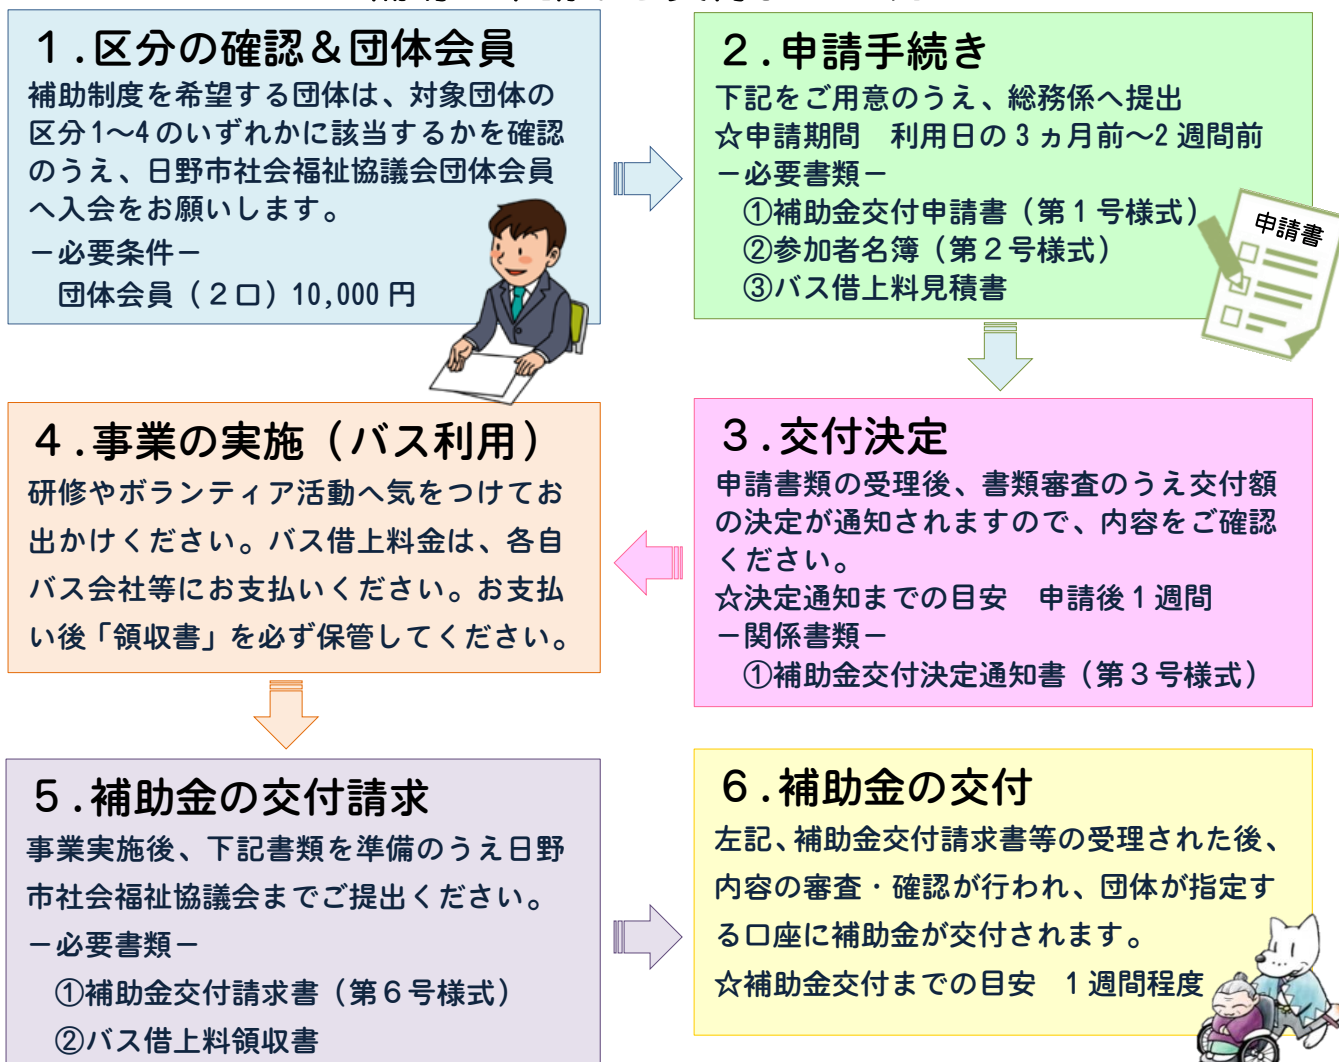 １.区分の確認＆団体会員
補助制度を希望する団体は、対象団体の
区分1～4のいずれかに該当するかを確認
のうえ、日野市社会福祉協議会団体会員
へ入会をお願いします。
－必要条件－
団体会員（２口）10,000円
２.申請手続き
下記をご用意のうえ、総務係へ提出
☆申請期間　利用日の3ヵ月前～2週間前
－必要書類－
①補助金交付申請書（第１号様式）
②参加者名簿（第２号様式）
③バス借上料見積書
申請書
３.交付決定
申請書類の受理後、書類審査のうえ交付額
の決定が通知されますので、内容をご確認
ください。
☆決定通知までの目安　申請後1週間
－関係書類－
①補助金交付決定通知書（第３号様式）
４.事業の実施（バス利用）
研修やボランティア活動へ気をつけてお
出かけください。バス借上料金は、各自
バス会社等にお支払いください。お支払
い後「領収書」を必ず保管してください。
５.補助金の交付請求
事業実施後、下記書類を準備のうえ日野
市社会福祉協議会までご提出ください。
－必要書類－
①補助金交付請求書（第６号様式）
②バス借上料領収書
６.補助金の交付
左記、補助金交付請求書等の受理された後、
内容の審査・確認が行われ、団体が指定す
る口座に補助金が交付されます。
☆補助金交付までの目安　1週間程度